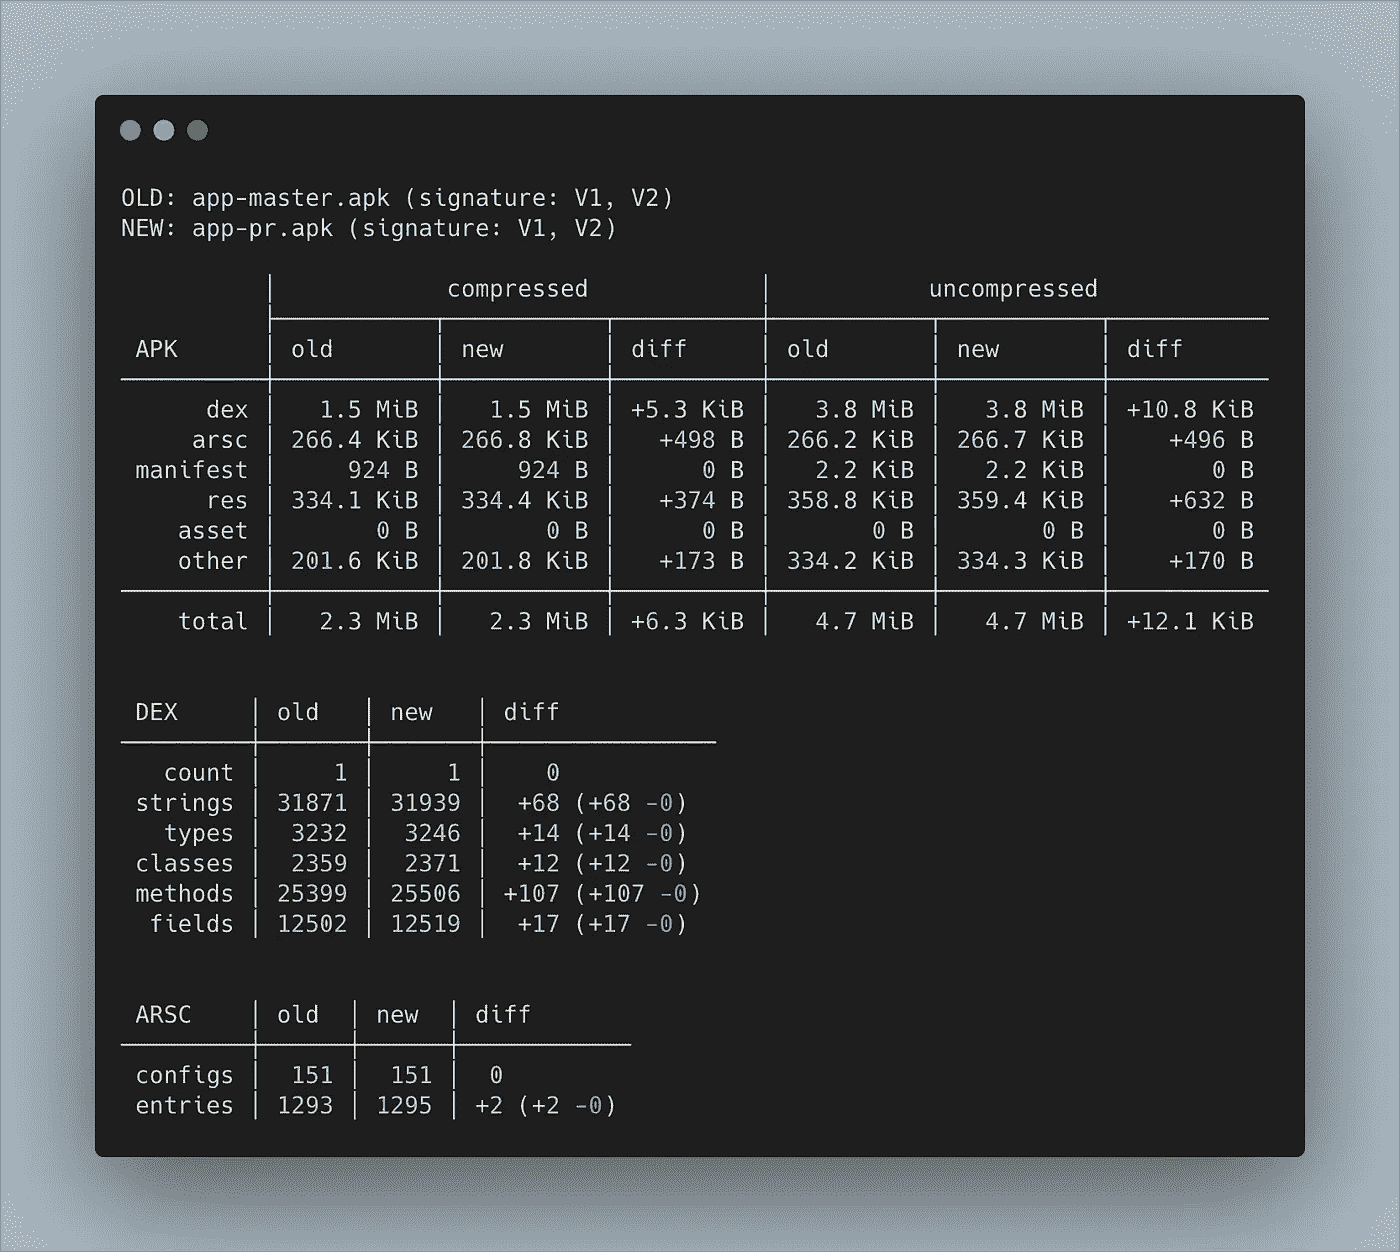 OLD: app-master.apk (signature: V1, V2)
NEW: app-pr.apk (signature: V1, V2)
compressed uncompressed
APK old new diff old new diff
dex 1.5 MiB 1.5 MiB +5.3 KiB 3.8 MiB 3.8 MiB +10.8 KiB
arsc 266.4 KiB 266.8 KiB +498 B 266.2 KiB 266.7 KiB +496 B
manifest 924 B 924 B 0 B 2.2 KiB 2.2 KiB 0 B
res 334.1 KiB 334.4 KiB +374 B 358.8 KiB 359.4 KiB +632 B
asset 0 B 0 B 0 B 0 B 0 B 0 B
other 201.6 KiB 201.8 KiB +173 B 334.2 KiB 334.3 KiB +170 B
total 2.3 MiB 2.3 MiB +6.3 KiB 4.7 MiB 4.7 MiB +12.1 KiB
DEX old new diff
count 1 1 0
strings 31871 31939 +68 (+68 -0)
types 3232 3246 +14 (+14 -0)
classes 2359 2371 +12 (+12 -0)
methods 25399 25506 +107 (+107 -0)
fields 12502 12519 +17 (+17 -0)
ARSC old new diff
configs 151 151 0
entries 1293 1295 +2 (+2 -0)